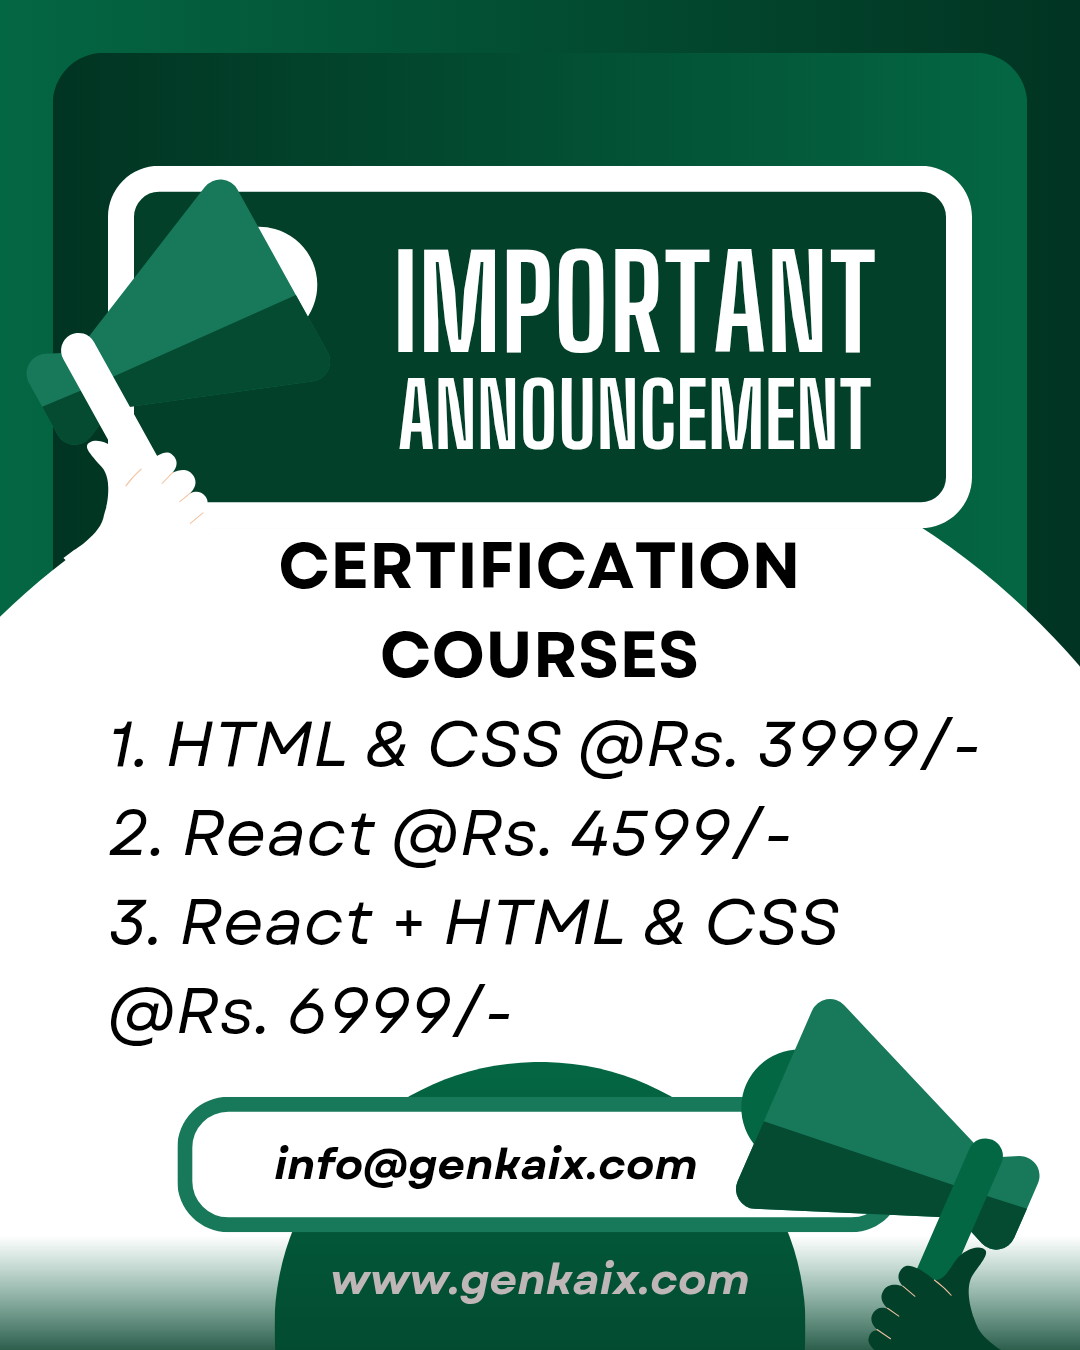 IMPORTANT
ANNOUNCEMENT
CERTIFICATION
COURSES
1. HTML & CSS @Rs. 3999/-
2. React @Rs. 4599/-
3. React + HTML & CSS
@Rs. 6999/-
info@genkaix.com
www.genkaix.com